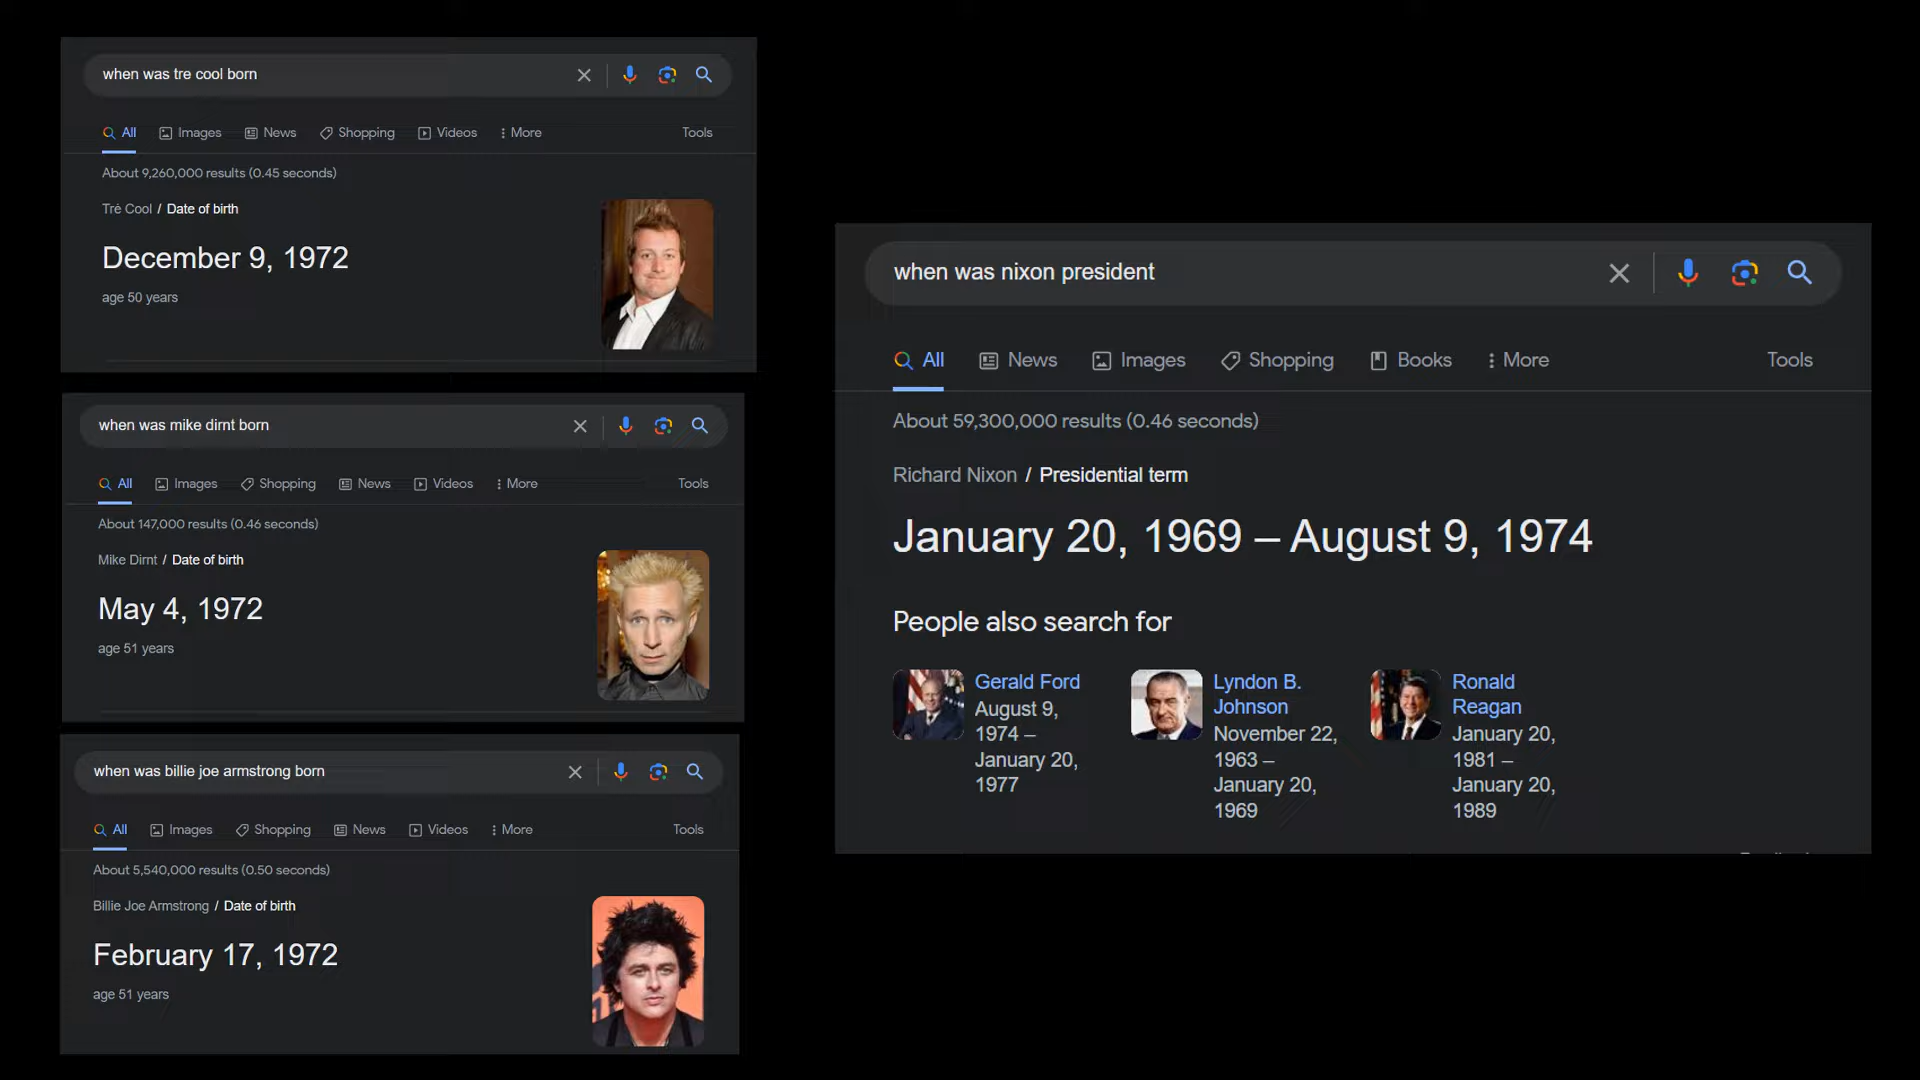 when was tre cool born
All Images News Shopping Videos More Tools
About 9,260,000 results (0.45 seconds)
Tré Cool / Date of birth
December 9, 1972
age 50 years
when was mike dirnt born
All Images Shopping News Videos More Tools
About 147,000 results (0.46 seconds)
Mike Dirnt / Date of birth
May 4, 1972
age 51 years
when was billie joe armstrong born
All Images Shopping News Videos More Tools
About 5,540,000 results (0.50 seconds)
Billie Joe Armstrong / Date of birth
February 17, 1972
age 51 years
when was nixon president
All News Images Shopping Books More Tools
About 59,300,000 results (0.46 seconds)
Richard Nixon / Presidential term
January 20, 1969 – August 9, 1974
People also search for
Gerald Ford
August 9,
1974 –
January 20,
1977
Lyndon B.
Johnson
November 22,
1963 –
January 20,
1969
Ronald
Reagan
January 20,
1981 –
January 20,
1989